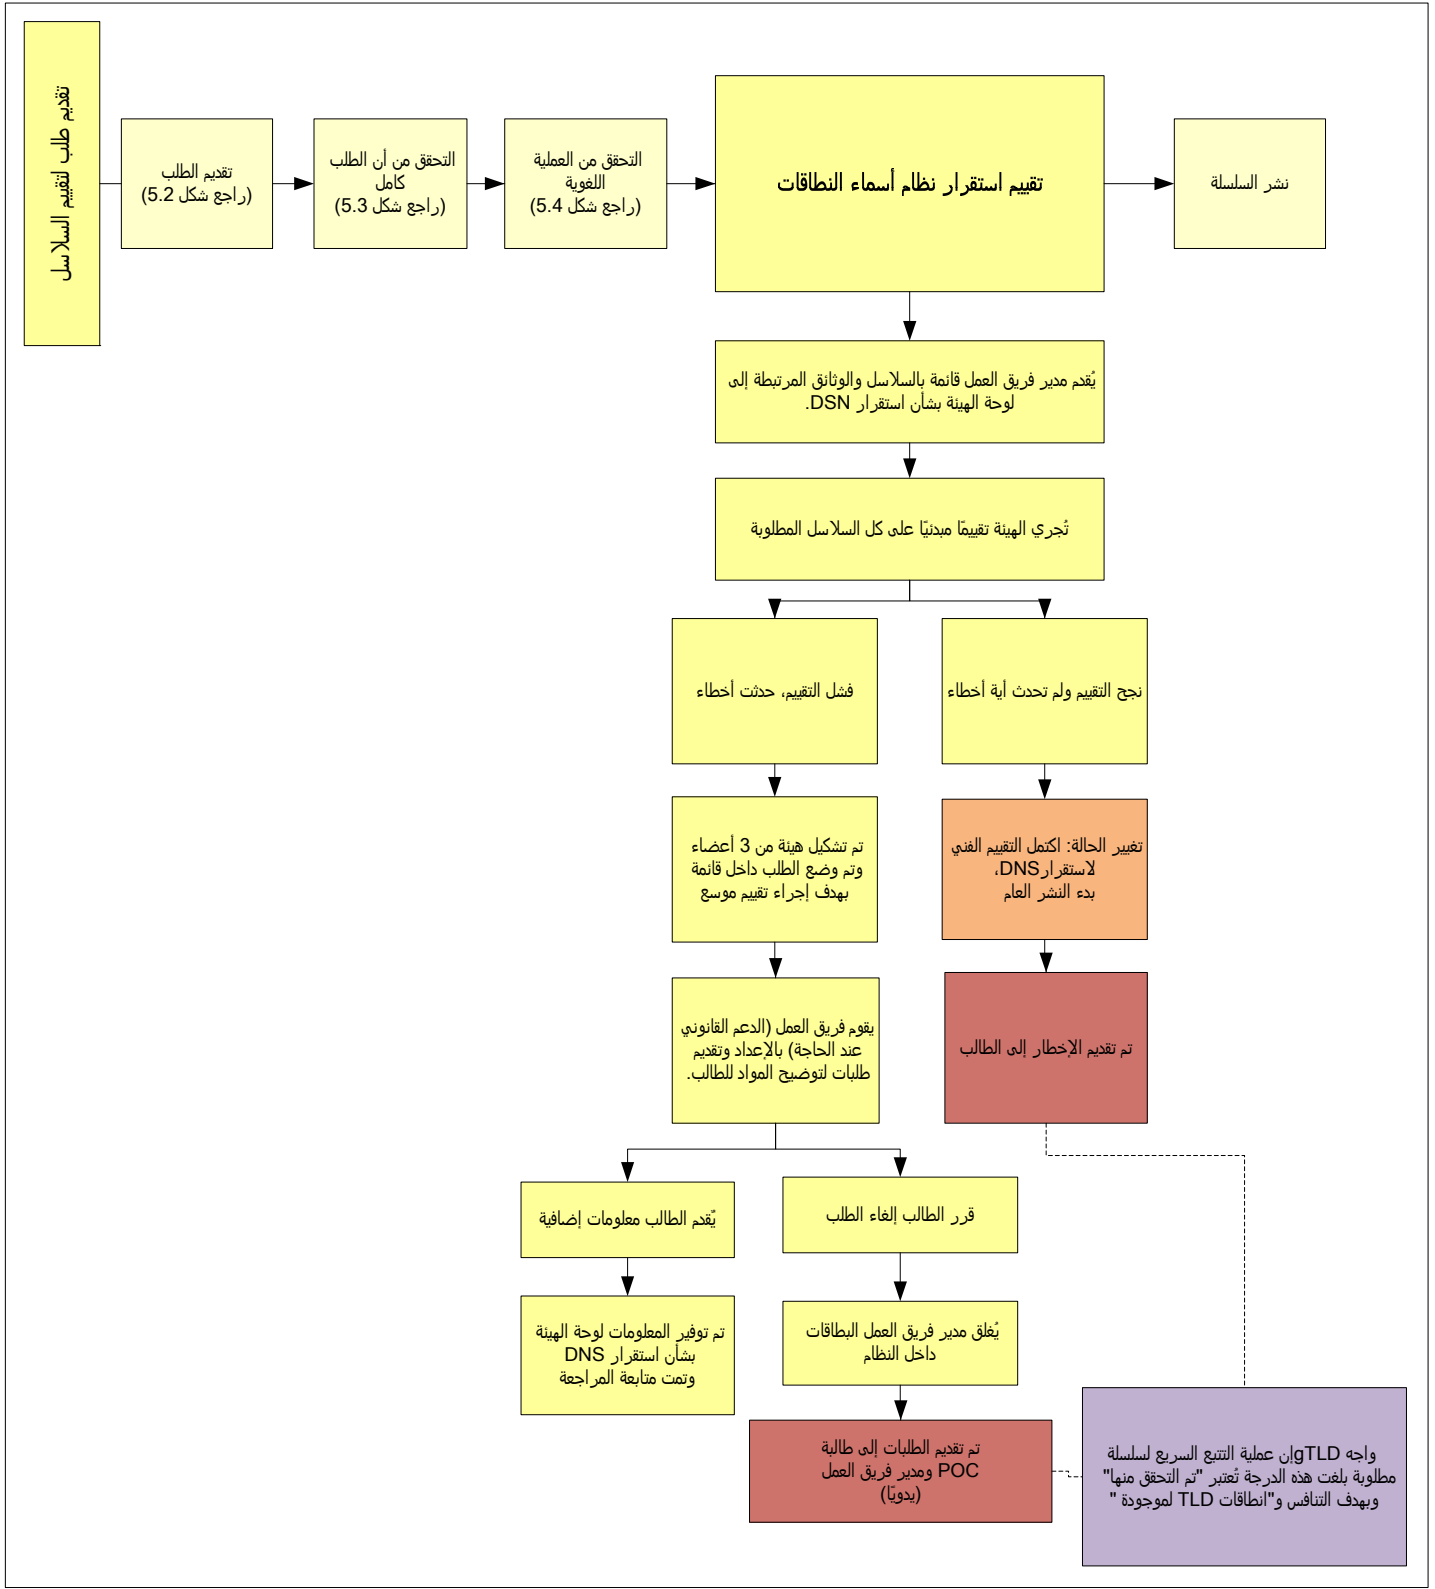 تقديم طلب لتقييم السلاسل
تقديم الطلب
(راجع شكل 5.2)
التحقق من أن الطلب
كامل
(راجع شكل 5.3)
التحقق من العملية
اللغوية
(راجع شكل 5.4)
تقييم استقرار نظام أسماء النطاقات
نشر السلسلة
يُقدم مدير فريق العمل قائمة بالسلاسل والوثائق المرتبطة إلى
لوحة الهيئة بشأن استقرار DSN.
تُجري الهيئة تقييمًا مبدئيًا على كل السلاسل المطلوبة
فشل التقييم، حدثت أخطاء
نجح التقييم ولم تحدث أية أخطاء
تم تشكيل هيئة من 3 أعضاء
وتم وضع الطلب داخل قائمة
بهدف إجراء تقييم موسع
تغيير الحالة: اكتمل التقييم الفني
لاستقرارDNS،
بدء النشر العام
يقوم فريق العمل (الدعم القانوني
عند الحاجة) بالإعداد وتقديم
طلبات لتوضيح المواد للطالب.
تم تقديم الإخطار إلى الطالب
يُقدم الطالب معلومات إضافية
قرر الطالب إلغاء الطلب
تم توفير المعلومات لوحة الهيئة
بشأن استقرار DNS
وتمت متابعة المراجعة
يُغلق مدير فريق العمل البطاقات
داخل النظام
تم تقديم الطلبات إلى طالبة
POC ومدير فريق العمل
(يدويًا)
واجه gTLDإن عملية التتبع السريع لسلسلة
مطلوبة بلغت هذه الدرجة تُعتبر "تم التحقق منها"
وبهدف التنافس و"انطاقات TLD لموجودة "